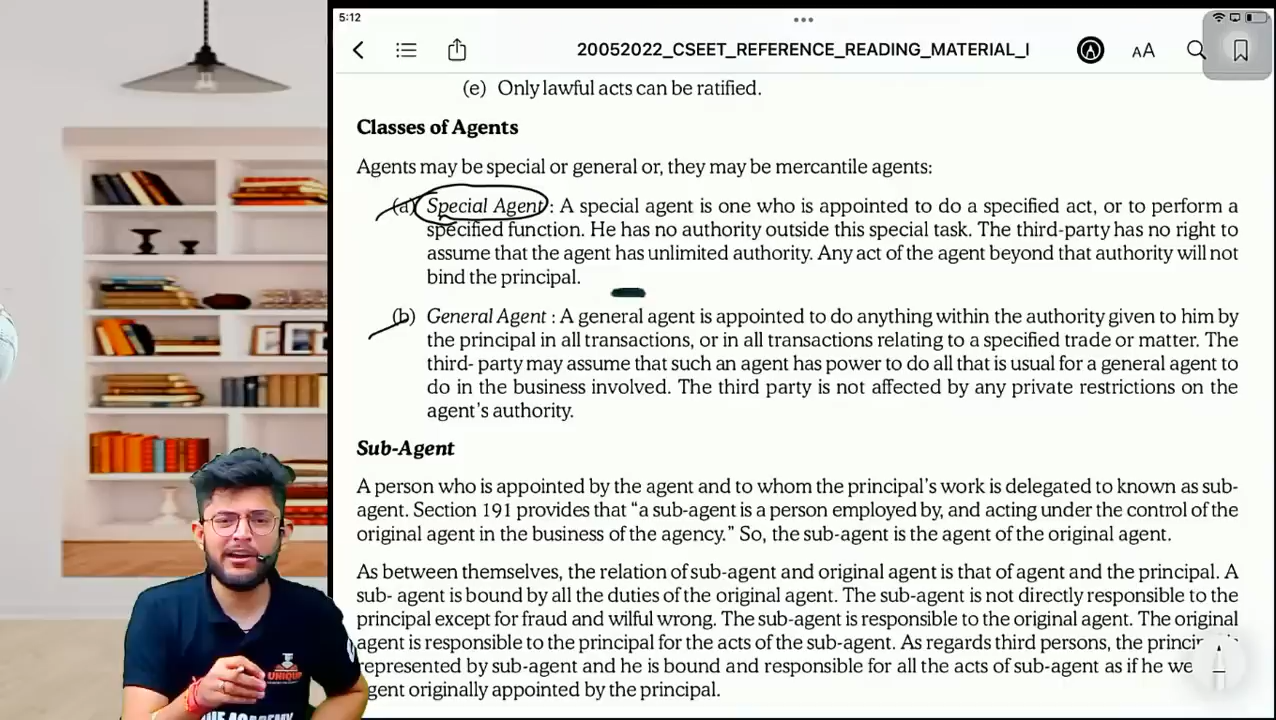 5:12
20052022_CSEET_REFERENCE_READING_MATERIAL_I
AA
(e) Only lawful acts can be ratified.
Classes of Agents
Agents may be special or general or, they may be mercantile agents:
(a) Special Agent : A special agent is one who is appointed to do a specified act, or to perform a
specified function. He has no authority outside this special task. The third-party has no right to
assume that the agent has unlimited authority. Any act of the agent beyond that authority will not
bind the principal.
(b) General Agent : A general agent is appointed to do anything within the authority given to him by
the principal in all transactions, or in all transactions relating to a specified trade or matter. The
third- party may assume that such an agent has power to do all that is usual for a general agent to
do in the business involved. The third party is not affected by any private restrictions on the
agent's authority.
Sub-Agent
A person who is appointed by the agent and to whom the principal's work is delegated to known as sub-
agent. Section 191 provides that "a sub-agent is a person employed by, and acting under the control of the
original agent in the business of the agency." So, the sub-agent is the agent of the original agent.
As between themselves, the relation of sub-agent and original agent is that of agent and the principal. A
sub- agent is bound by all the duties of the original agent. The sub-agent is not directly responsible to the
principal except for fraud and wilful wrong. The sub-agent is responsible to the original agent. The original
agent is responsible to the principal for the acts of the sub-agent. As regards third persons, the
represented by sub-agent and he is bound and responsible for all the acts of sub-agent as if he
originally appointed by the principal.
UNIQUE
ACADEMY